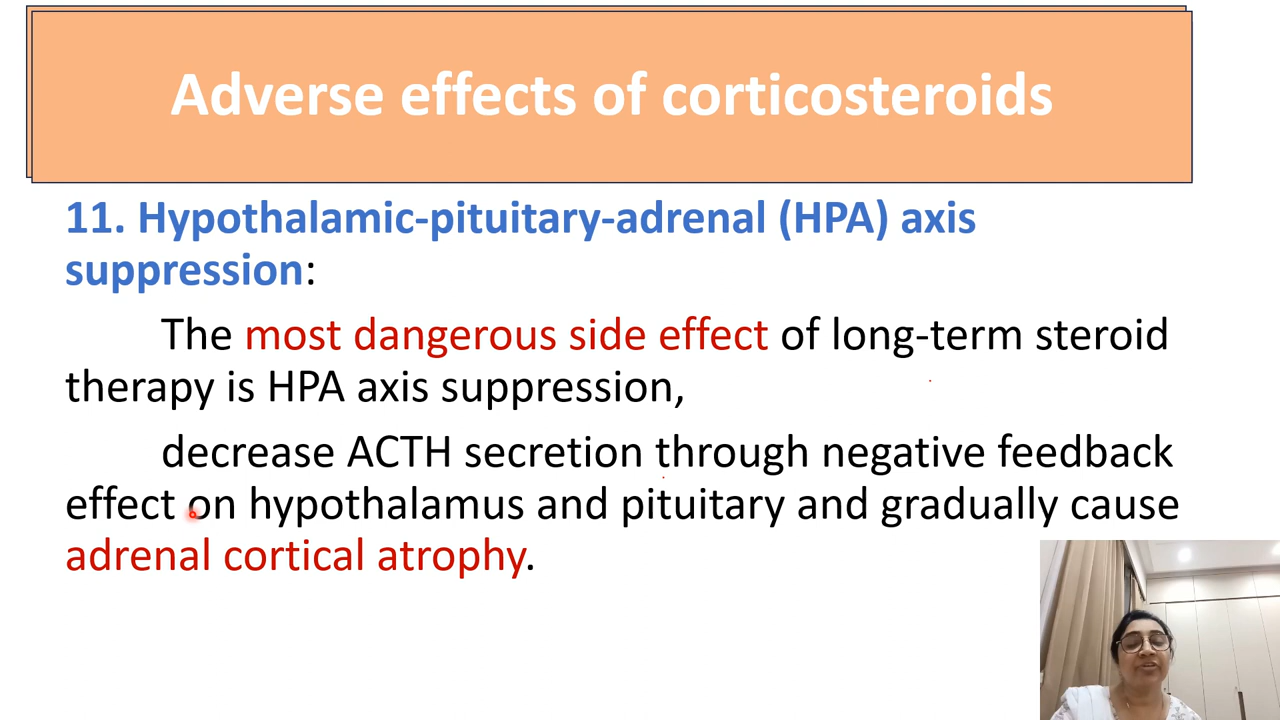 Adverse effects of corticosteroids
11. Hypothalamic-pituitary-adrenal (HPA) axis
suppression:
The most dangerous side effect of long-term steroid
therapy is HPA axis suppression,
decrease ACTH secretion through negative feedback
effect on hypothalamus and pituitary and gradually cause
adrenal cortical atrophy.